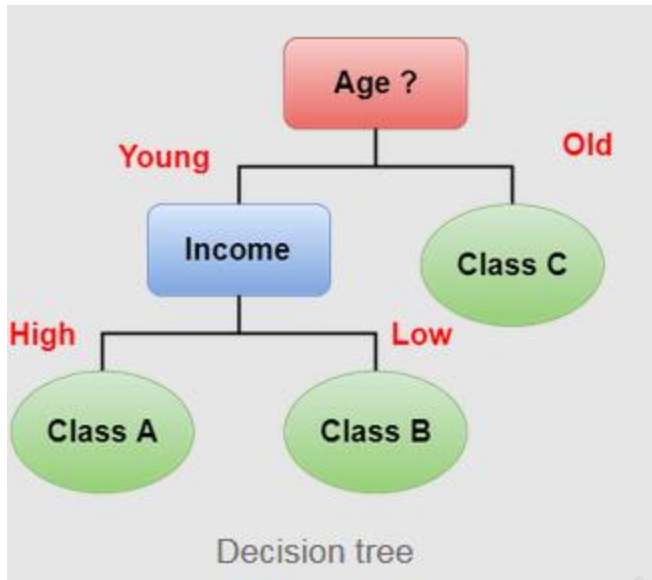 Age ?
Young
Old
Income
Class C
High
Low
Class A
Class B
Decision tree